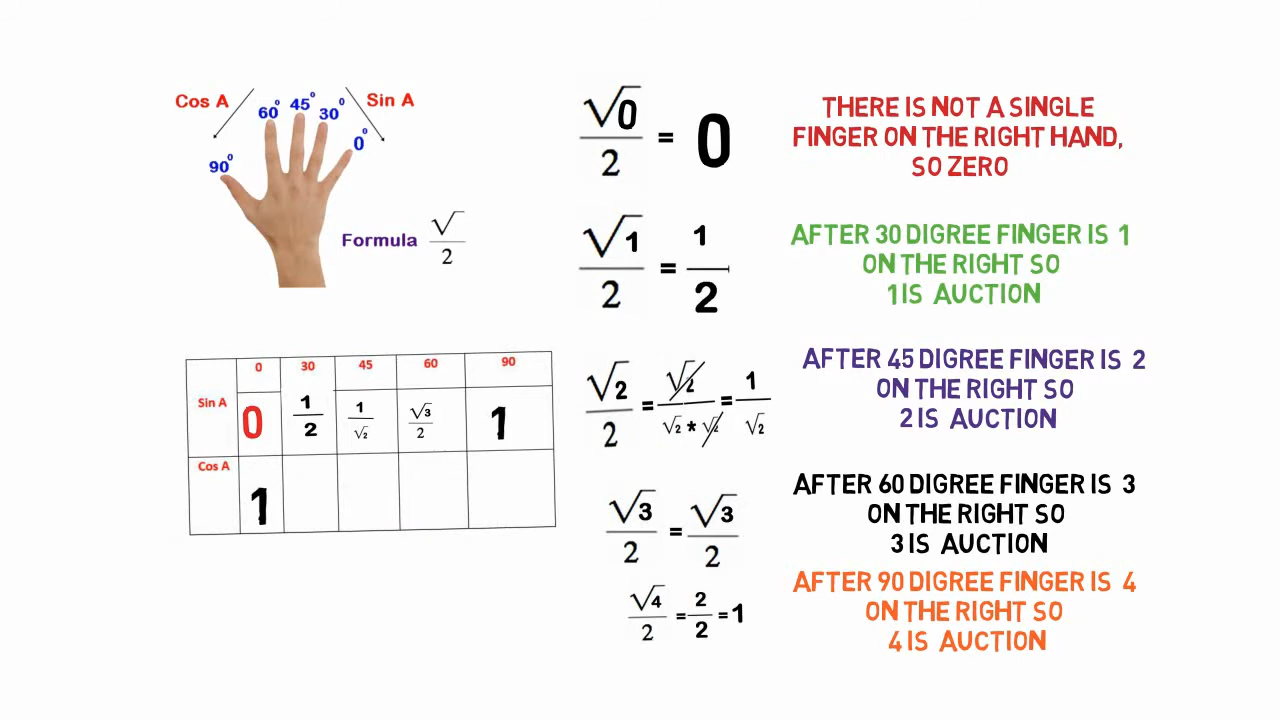 Cos A
Sin A
90°
60°
45°
30°
0°
Formula √/2
0 30 45 60 90
Sin A 0 1/2 1/√2 √3/2 1
Cos A 1
√0/2 = 0
THERE IS NOT A SINGLE
FINGER ON THE RIGHT HAND,
SO ZERO
√1/2 = 1/2
AFTER 30 DIGREE FINGER IS 1
ON THE RIGHT SO
1 IS AUCTION
√2/2 = √2/√2 * √2 = 1/√2
AFTER 45 DIGREE FINGER IS 2
ON THE RIGHT SO
2 IS AUCTION
√3/2 = √3/2
AFTER 60 DIGREE FINGER IS 3
ON THE RIGHT SO
3 IS AUCTION
√4/2 = 2/2 = 1
AFTER 90 DIGREE FINGER IS 4
ON THE RIGHT SO
4 IS AUCTION